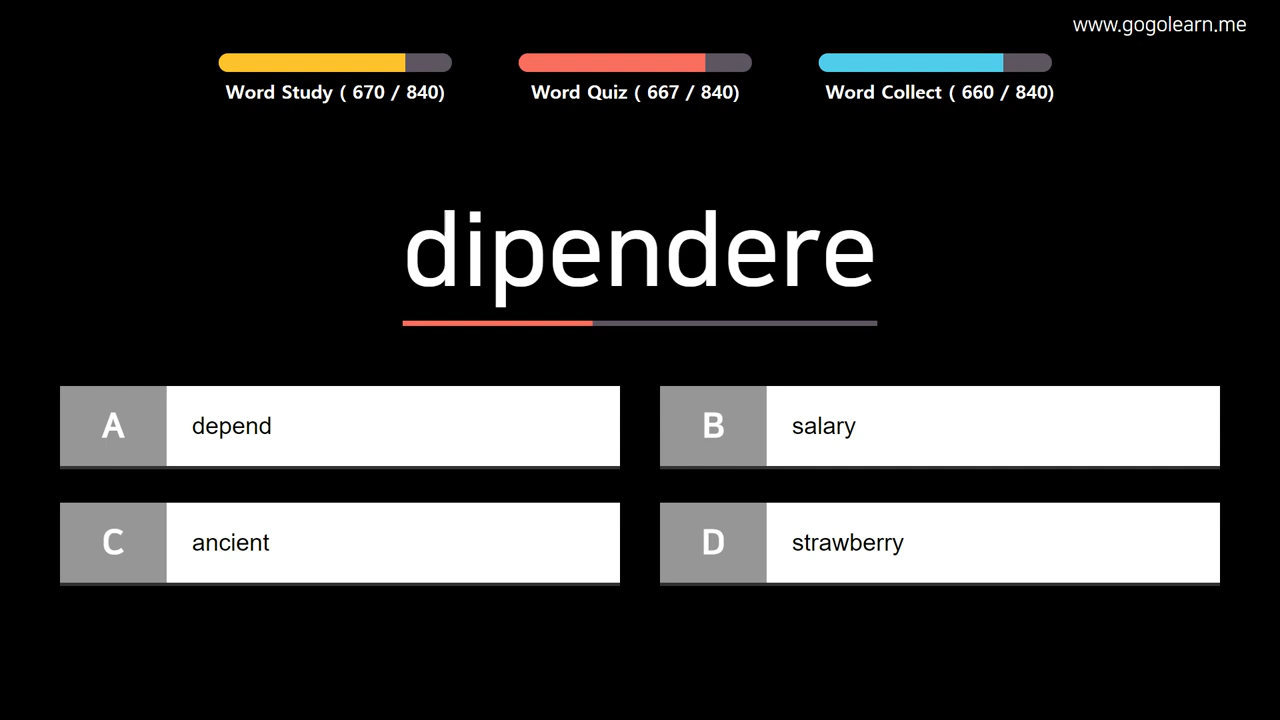 www.gogolearn.me
Word Study ( 670 / 840)
Word Quiz ( 667 / 840)
Word Collect ( 660 / 840)
dipendere
A depend
B salary
C ancient
D strawberry